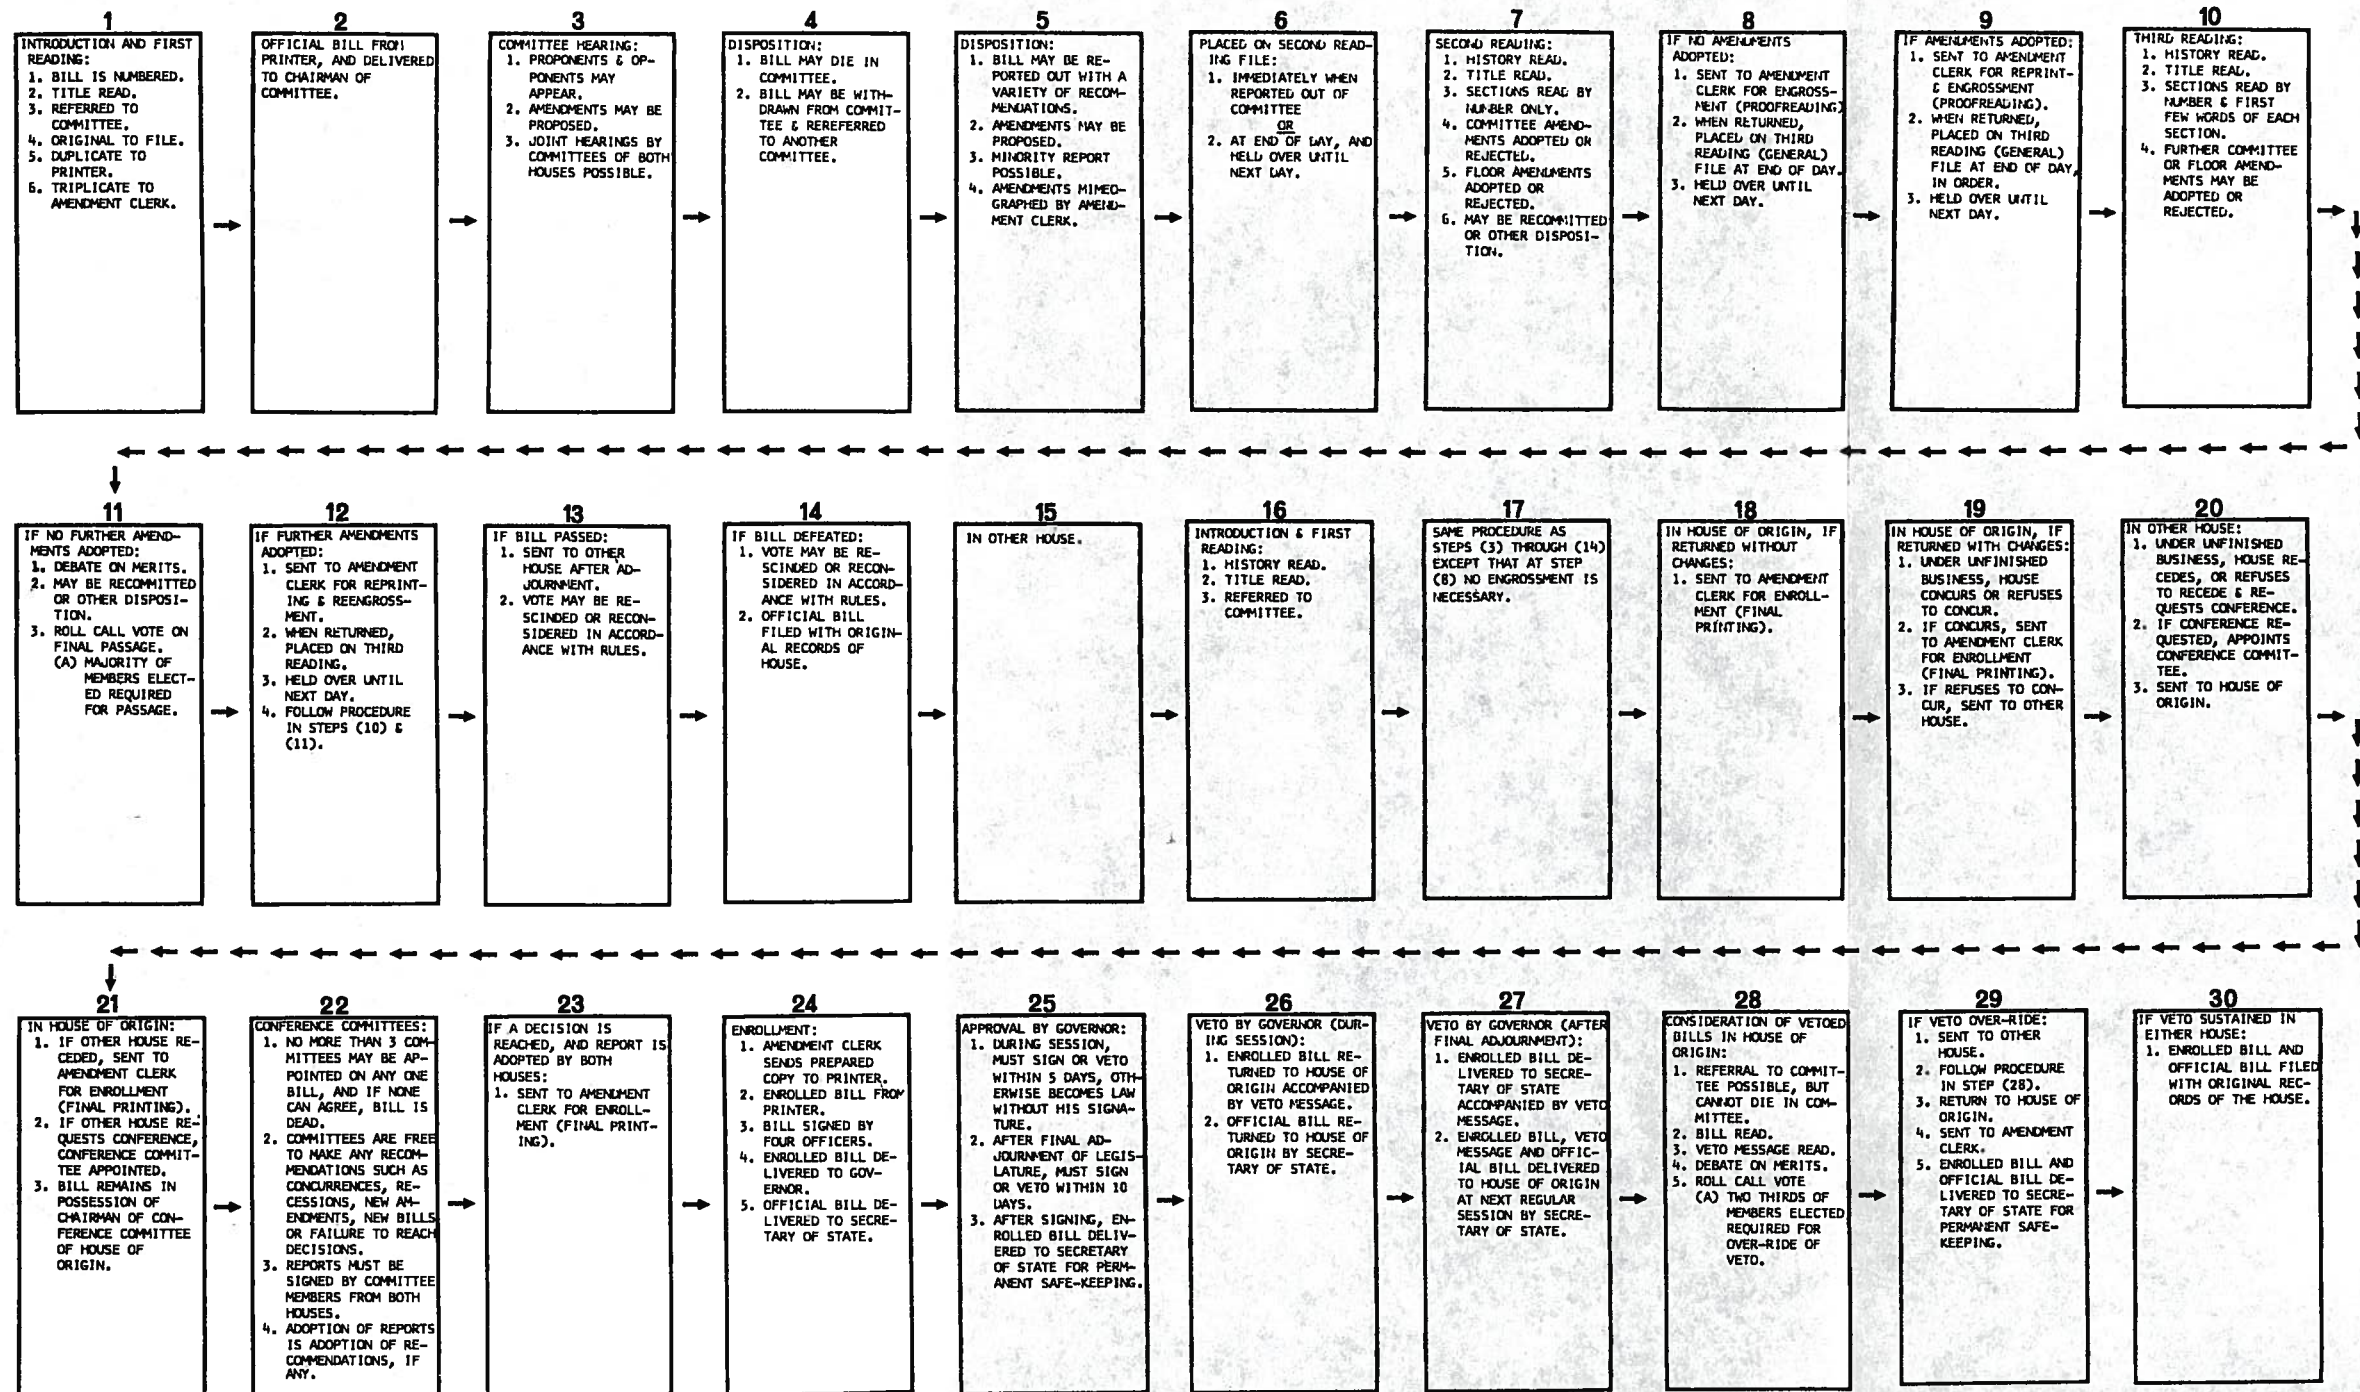 1
INTRODUCTION AND FIRST
READING:
1. BILL IS NUMBERED.
2. TITLE READ.
3. REFERRED TO
COMMITTEE.
4. ORIGINAL TO FILE.
5. DUPLICATE TO
PRINTER.
6. TRIPLICATE TO
AMENDMENT CLERK.
2
OFFICIAL BILL FROM
PRINTER, AND DELIVERED
TO CHAIRMAN OF
COMMITTEE.
3
COMMITTEE HEARING:
1. PROPONENTS & OP-
PONENTS MAY
APPEAR.
2. AMENDMENTS MAY BE
PROPOSED.
3. JOINT HEARINGS BY
COMMITTEES OF BOTH
HOUSES POSSIBLE.
4
DISPOSITION:
1. BILL MAY DIE IN
COMMITTEE.
2. BILL MAY BE WITH-
DRAWN FROM COMMIT-
TEE & REREFERRED
TO ANOTHER
COMMITTEE.
5
DISPOSITION:
1. BILL MAY BE RE-
PORTED OUT WITH A
VARIETY OF RECOM-
MENDATIONS.
2. AMENDMENTS MAY BE
PROPOSED.
3. MINORITY REPORT
POSSIBLE.
4. AMENDMENTS MIMEO-
GRAPHED BY AMEND-
MENT CLERK.
6
PLACED ON SECOND READ-
ING FILE:
1. IMMEDIATELY WHEN
REPORTED OUT OF
COMMITTEE
OR
2. AT END OF DAY, AND
HELD OVER UNTIL
NEXT DAY.
7
SECOND READING:
1. HISTORY READ.
2. TITLE READ.
3. SECTIONS READ BY
NUMBER ONLY.
4. COMMITTEE AMEND-
MENTS ADOPTED OR
REJECTED.
5. FLOOR AMENDMENTS
ADOPTED OR
REJECTED.
6. MAY BE RECOMMITTED
OR OTHER DISPOSI-
TION.
8
IF NO AMENDMENTS
ADOPTED:
1. SENT TO AMENDMENT
CLERK FOR ENGROSS-
MENT (PROOFREADING)
2. WHEN RETURNED,
PLACED ON THIRD
READING (GENERAL)
FILE AT END OF DAY.
3. HELD OVER UNTIL
NEXT DAY.
9
IF AMENDMENTS ADOPTED:
1. SENT TO AMENDMENT
CLERK FOR REPRINT-
& ENGROSSMENT
(PROOFREADING).
2. WHEN RETURNED,
PLACED ON THIRD
READING (GENERAL)
FILE AT END OF DAY,
IN ORDER.
3. HELD OVER UNTIL
NEXT DAY.
10
THIRD READING:
1. HISTORY READ.
2. TITLE READ.
3. SECTIONS READ BY
NUMBER & FIRST
FEW WORDS OF EACH
SECTION.
4. FURTHER COMMITTEE
OR FLOOR AMEND-
MENTS MAY BE
ADOPTED OR
REJECTED.
11
IF NO FURTHER AMEND-
MENTS ADOPTED:
1. DEBATE ON MERITS.
2. MAY BE RECOMMITTED
OR OTHER DISPOSI-
TION.
3. ROLL CALL VOTE ON
FINAL PASSAGE.
(A) MAJORITY OF
MEMBERS ELECT-
ED REQUIRED
FOR PASSAGE.
12
IF FURTHER AMENDMENTS
ADOPTED:
1. SENT TO AMENDMENT
CLERK FOR REPRINT-
ING & REENGROSS-
MENT.
2. WHEN RETURNED,
PLACED ON THIRD
READING.
3. HELD OVER UNTIL
NEXT DAY.
4. FOLLOW PROCEDURE
IN STEPS (10) &
(11).
13
IF BILL PASSED:
1. SENT TO OTHER
HOUSE AFTER AD-
JOURNMENT.
2. VOTE MAY BE RE-
SCINDED OR RECON-
SIDERED IN ACCORD-
ANCE WITH RULES.
14
IF BILL DEFEATED:
1. VOTE MAY BE RE-
SCINDED OR RECON-
SIDERED IN ACCORD-
ANCE WITH RULES.
2. OFFICIAL BILL
FILED WITH ORIGIN-
AL RECORDS OF
HOUSE.
15
IN OTHER HOUSE.
16
INTRODUCTION & FIRST
READING:
1. HISTORY READ.
2. TITLE READ.
3. REFERRED TO
COMMITTEE.
17
SAME PROCEDURE AS
STEPS (3) THROUGH (14)
EXCEPT THAT AT STEP
(8) NO ENGROSSMENT IS
NECESSARY.
18
IN HOUSE OF ORIGIN, IF
RETURNED WITHOUT
CHANGES:
1. SENT TO AMENDMENT
CLERK FOR ENROLL-
MENT (FINAL
PRINTING).
19
IN HOUSE OF ORIGIN, IF
RETURNED WITH CHANGES:
1. UNDER UNFINISHED
BUSINESS, HOUSE
CONCURS OR REFUSES
TO CONCUR.
2. IF CONCURS, SENT
TO AMENDMENT CLERK
FOR ENROLLMENT
(FINAL PRINTING).
3. IF REFUSES TO CON-
CUR, SENT TO OTHER
HOUSE.
20
IN OTHER HOUSE:
1. UNDER UNFINISHED
BUSINESS, HOUSE RE-
CEDES, OR REFUSES
TO RECEDE & RE-
QUESTS CONFERENCE.
2. IF CONFERENCE RE-
QUESTED, APPOINTS
CONFERENCE COMMIT-
TEE.
3. SENT TO HOUSE OF
ORIGIN.
21
IN HOUSE OF ORIGIN:
1. IF OTHER HOUSE RE-
CEDED, SENT TO
AMENDMENT CLERK
FOR ENROLLMENT
(FINAL PRINTING).
2. IF OTHER HOUSE RE-
QUESTS CONFERENCE,
CONFERENCE COMMIT-
TEE APPOINTED.
3. BILL REMAINS IN
POSSESSION OF
CHAIRMAN OF CON-
FERENCE COMMITTEE
OF HOUSE OF
ORIGIN.
22
CONFERENCE COMMITTEES:
1. NO MORE THAN 3 COM-
MITTEES MAY BE AP-
POINTED ON ANY ONE
BILL, AND IF NONE
CAN AGREE, BILL IS
DEAD.
2. COMMITTEES ARE FREE
TO MAKE ANY RECOM-
MENDATIONS SUCH AS
CONCURRENCES, RE-
CESSIONS, NEW AM-
ENDMENTS, NEW BILLS
OR FAILURE TO REACH
DECISIONS.
3. REPORTS MUST BE
SIGNED BY COMMITTEE
MEMBERS FROM BOTH
HOUSES.
4. ADOPTION OF REPORTS
IS ADOPTION OF RE-
COMMENDATIONS, IF
ANY.
23
IF A DECISION IS
REACHED, AND REPORT IS
ADOPTED BY BOTH
HOUSES:
1. SENT TO AMENDMENT
CLERK FOR ENROLL-
MENT (FINAL PRINT-
ING).
24
ENROLLMENT:
1. AMENDMENT CLERK
SENDS PREPARED
COPY TO PRINTER.
2. ENROLLED BILL FROM
PRINTER.
3. BILL SIGNED BY
FOUR OFFICERS.
4. ENROLLED BILL DE-
LIVERED TO GOV-
ERNOR.
5. OFFICIAL BILL DE-
LIVERED TO SECRE-
TARY OF STATE.
25
APPROVAL BY GOVERNOR:
1. DURING SESSION,
MUST SIGN OR VETO
WITHIN 5 DAYS, OTH-
ERWISE BECOMES LAW
WITHOUT HIS SIGNA-
TURE.
2. AFTER FINAL AD-
JOURNMENT OF LEGIS-
LATURE, MUST SIGN
OR VETO WITHIN 10
DAYS.
3. AFTER SIGNING, EN-
ROLLED BILL DELIV-
ERED TO SECRETARY
OF STATE FOR PERM-
ANENT SAFE-KEEPING.
26
VETO BY GOVERNOR (DUR-
ING SESSION):
1. ENROLLED BILL RE-
TURNED TO HOUSE OF
ORIGIN ACCOMPANIED
BY VETO MESSAGE.
2. OFFICIAL BILL RE-
TURNED TO HOUSE OF
ORIGIN BY SECRE-
TARY OF STATE.
27
VETO BY GOVERNOR (AFTER
FINAL ADJOURNMENT):
1. ENROLLED BILL DE-
LIVERED TO SECRE-
TARY OF STATE
ACCOMPANIED BY VETO
MESSAGE.
2. ENROLLED BILL, VETO
MESSAGE AND OFFIC-
IAL BILL DELIVERED
TO HOUSE OF ORIGIN
AT NEXT REGULAR
SESSION BY SECRE-
TARY OF STATE.
28
CONSIDERATION OF VETOED
BILLS IN HOUSE OF
ORIGIN:
1. REFERRAL TO COMMIT-
TEE POSSIBLE, BUT
CANNOT DIE IN COM-
MITTEE.
2. BILL READ.
3. VETO MESSAGE READ.
4. DEBATE ON MERITS.
5. ROLL CALL VOTE
(A) TWO THIRDS OF
MEMBERS ELECTED
REQUIRED FOR
OVER-RIDE OF
VETO.
29
IF VETO OVER-RIDE:
1. SENT TO OTHER
HOUSE.
2. FOLLOW PROCEDURE
IN STEP (28).
3. RETURN TO HOUSE OF
ORIGIN.
4. SENT TO AMENDMENT
CLERK.
5. ENROLLED BILL AND
OFFICIAL BILL DE-
LIVERED TO SECRE-
TARY OF STATE FOR
PERMANENT SAFE-
KEEPING.
30
IF VETO SUSTAINED IN
EITHER HOUSE:
1. ENROLLED BILL AND
OFFICIAL BILL FILED
WITH ORIGINAL REC-
ORDS OF THE HOUSE.